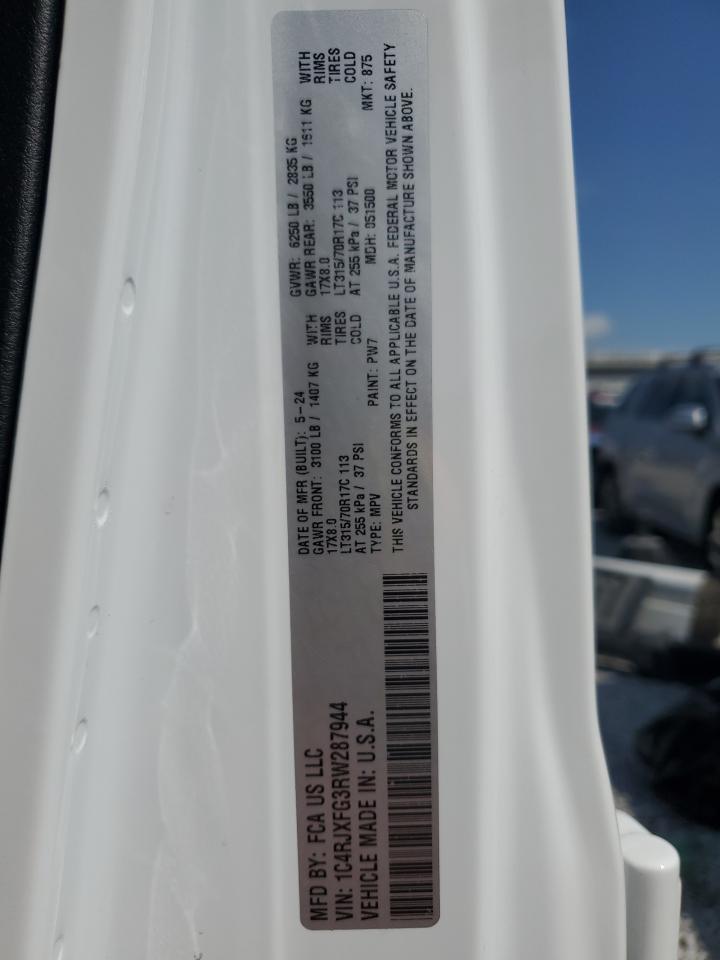 MFD BY: FCA US LLC
VIN: 1C4RJXFG3RW287944
VEHICLE MADE IN: U.S.A.
DATE OF MFR (BUILT): 5-24 GVWR: 6250 LB / 2835 KG
GAWR FRONT: 3100 LB / 1407 KG WITH GAWR REAR: 3550 LB / 1611 KG WITH
17X8.0 RIMS 17X8.0 RIMS
LT315/70R17C 113 TIRES LT315/70R17C 113 TIRES
AT 255 kPa / 37 PSI COLD AT 255 kPa / 37 PSI COLD
TYPE: MPV PAINT: PW7 MDH: 051500 MKT: 875
THIS VEHICLE CONFORMS TO ALL APPLICABLE U.S.A. FEDERAL MOTOR VEHICLE SAFETY
STANDARDS IN EFFECT ON THE DATE OF MANUFACTURE SHOWN ABOVE.